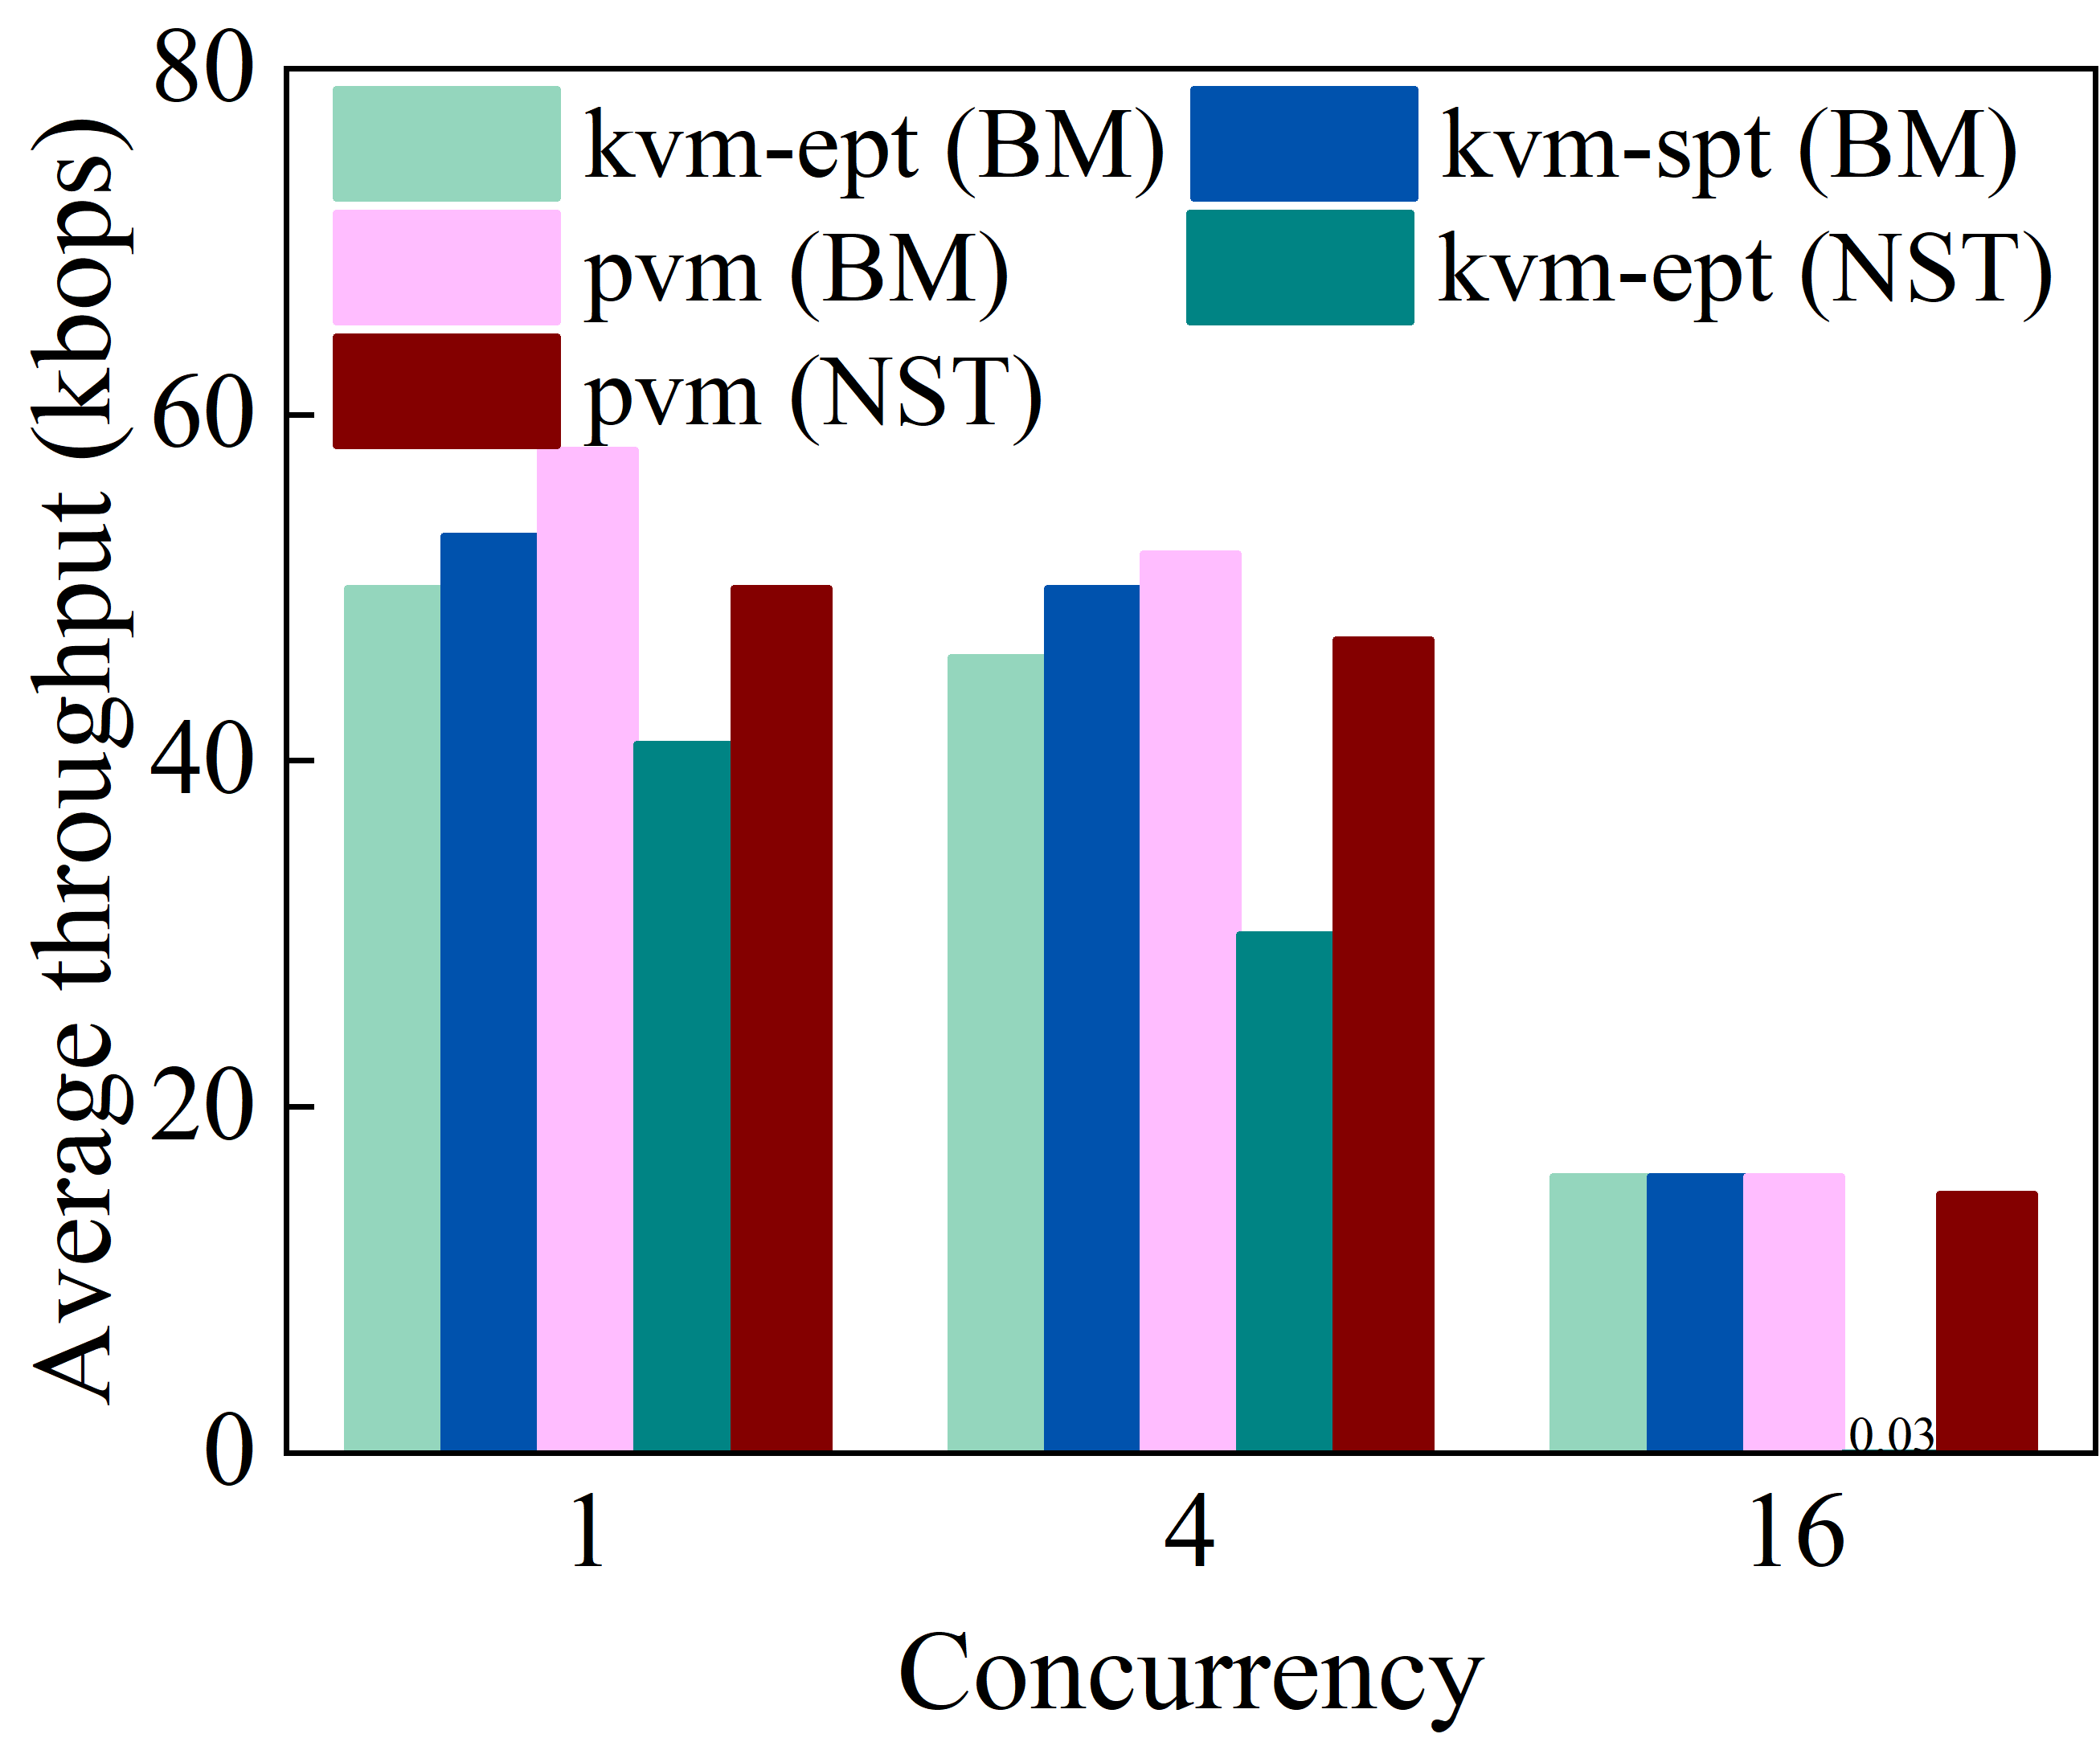 Average throughput (kbops)
80
60
40
20
0
kvm-ept (BM)
kvm-spt (BM)
pvm (BM)
kvm-ept (NST)
pvm (NST)
0.03
1
4
16
Concurrency